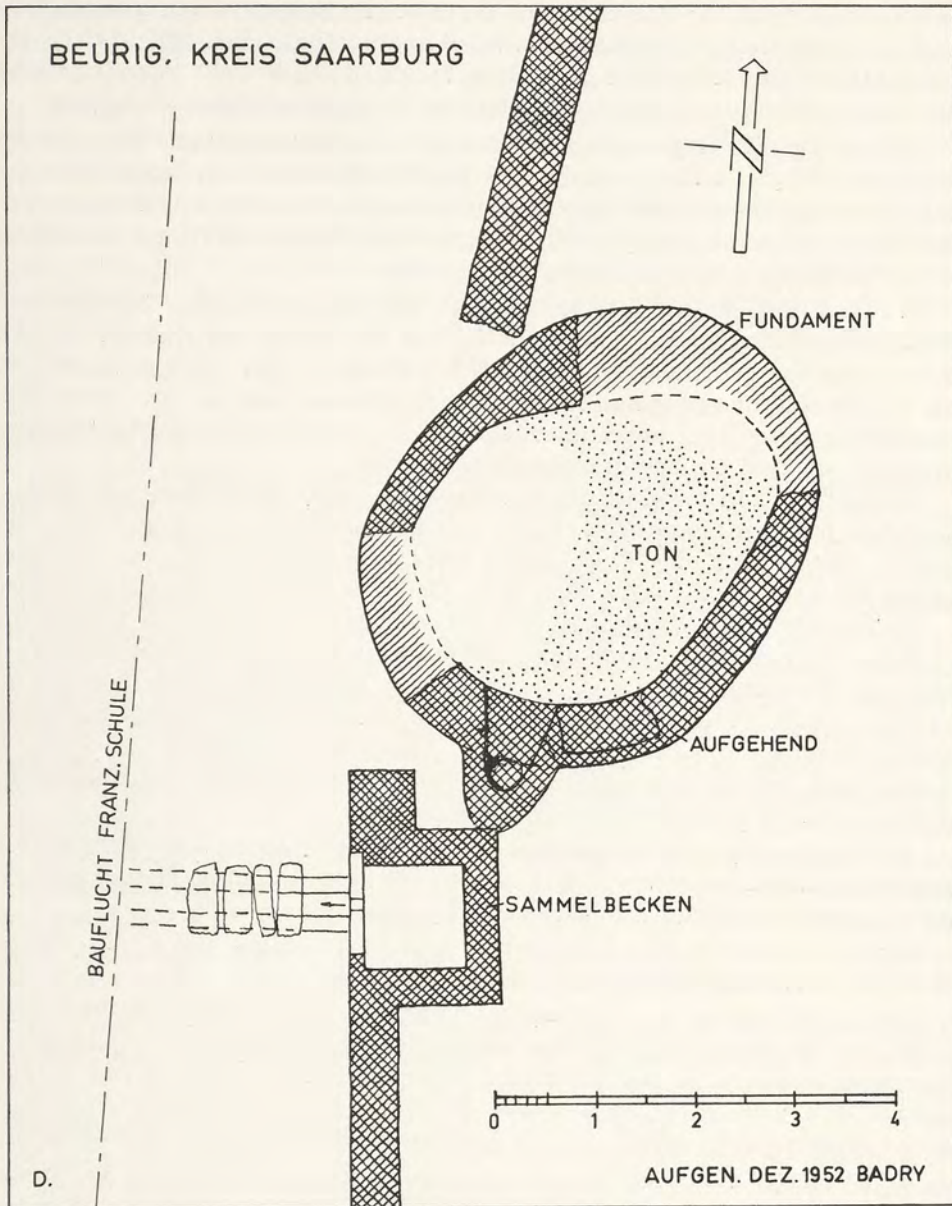 BEURIG, KREIS SAARBURG
N
FUNDAMENT
TON
AUFGEHEND
BAUFLUCHT FRANZ. SCHULE
SAMMELBECKEN
0 1 2 3 4
D.
AUFGEN. DEZ. 1952 BADRY